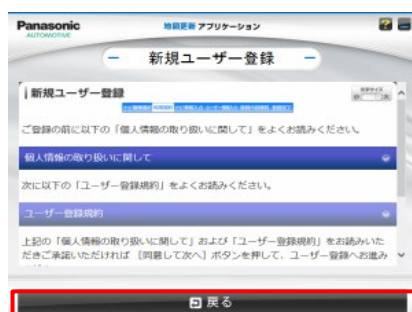 Panasonic
AUTOMOTIVE
地図更新 アプリケーション
新規ユーザー登録
新規ユーザー登録
ご登録の前に以下の「個人情報の取り扱いに関して」をよくお読みください。
個人情報の取り扱いに関して
次に以下の「ユーザー登録規約」をよくお読みください。
ユーザー登録規約
上記の「個人情報の取り扱いに関して」および「ユーザー登録規約」をお読みいた
だきご承諾いただければ [同意して次へ] ボタンを押して、ユーザー登録へお進み
戻る